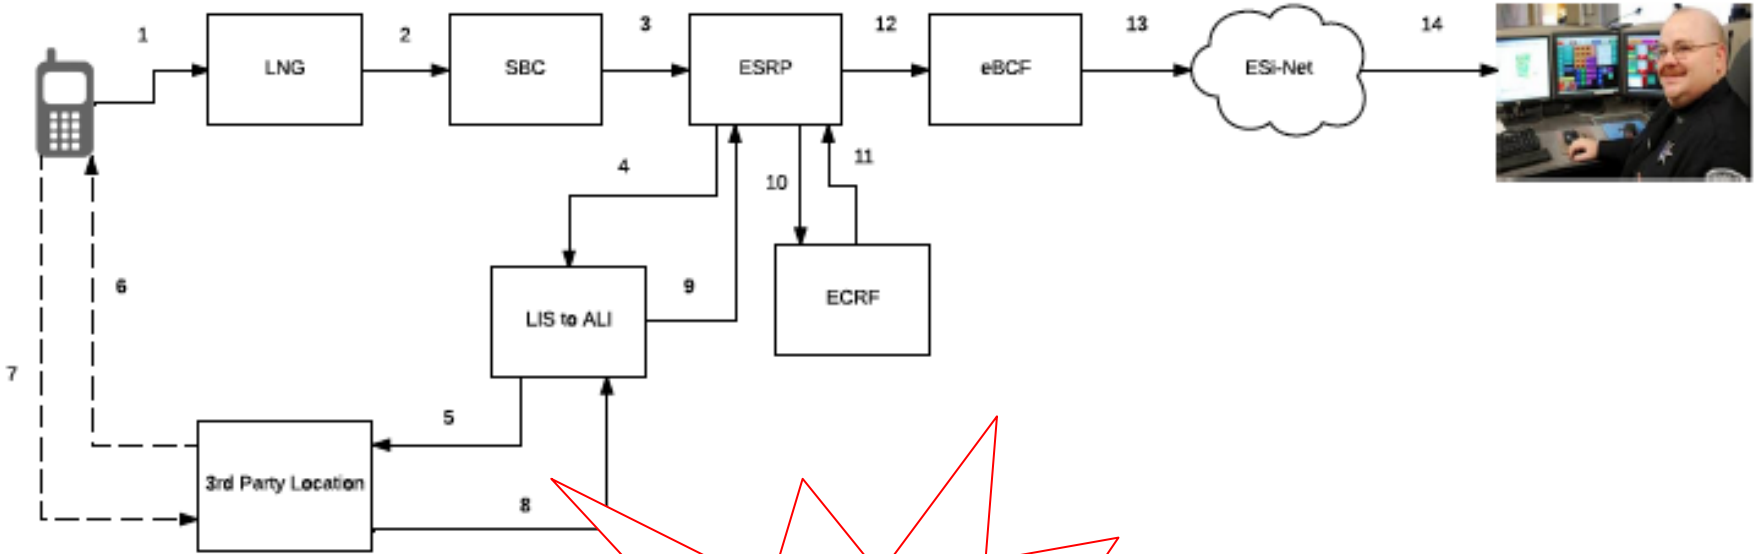 1
2
3
12
13
14
LNG
SBC
ESRP
eBCF
ESi-Net
4
10
11
6
9
ECRF
LIS to ALI
7
5
3rd Party Location
8